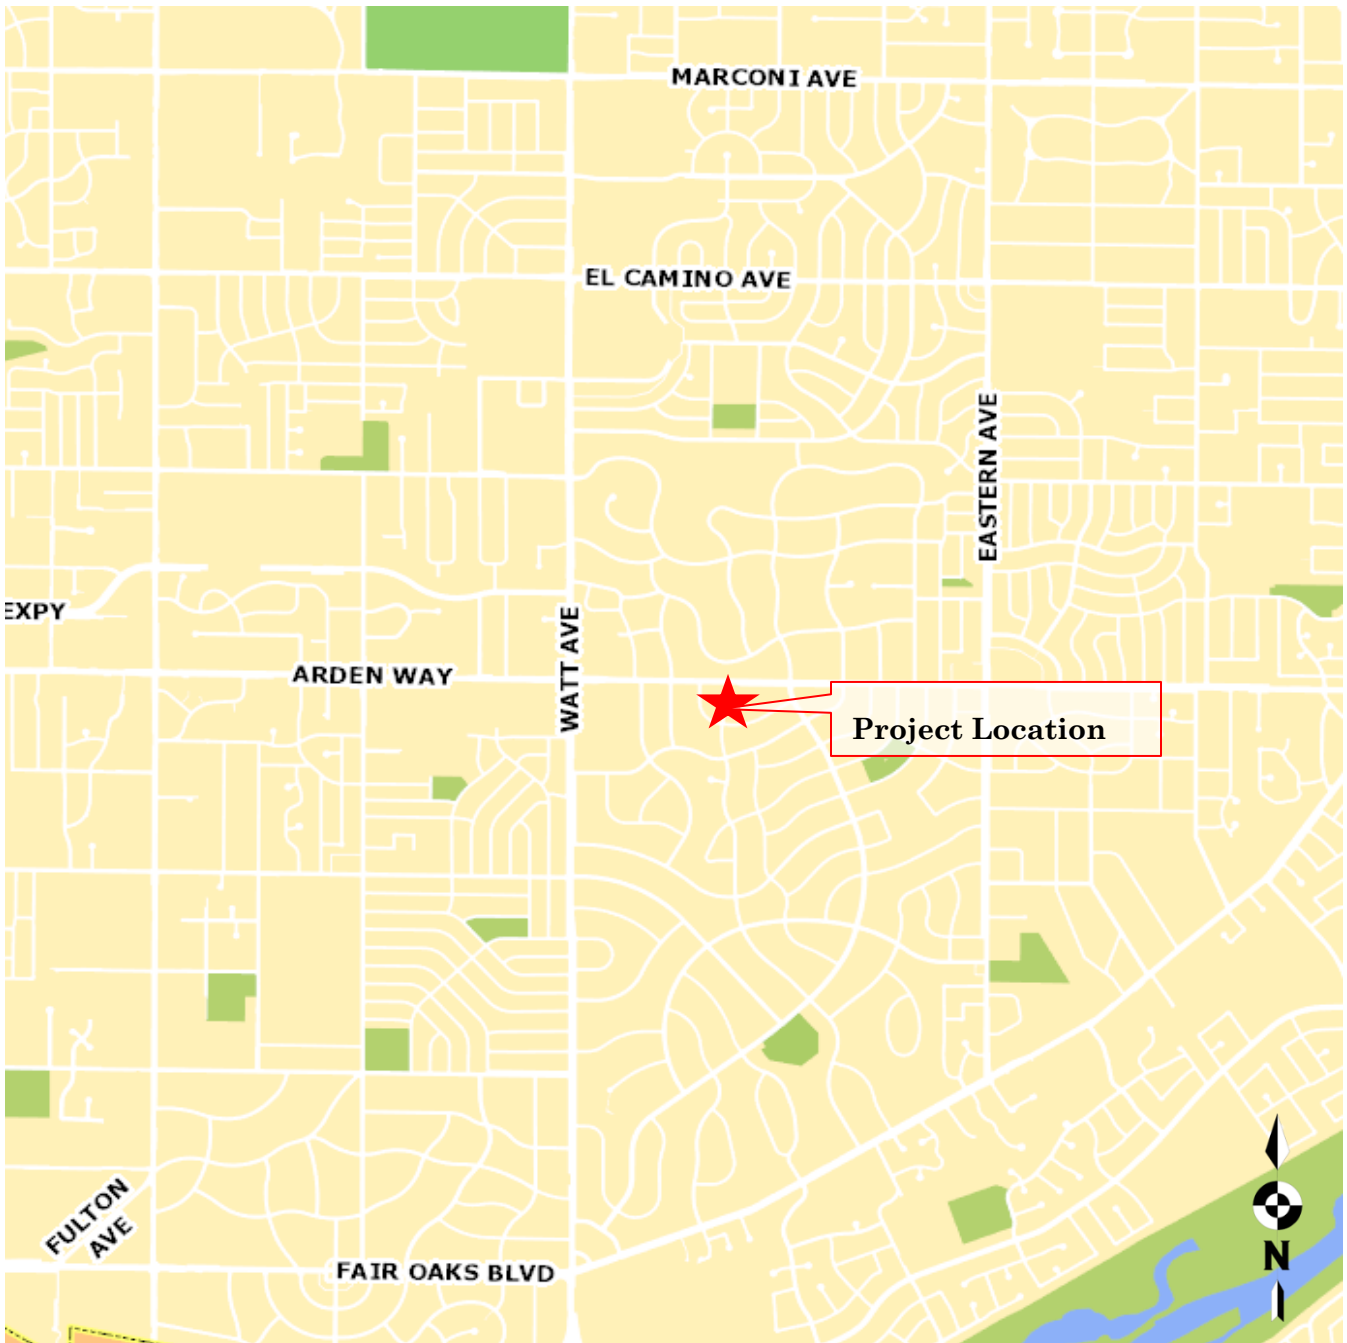 MARCONI AVE
EL CAMINO AVE
EASTERN AVE
EXPY
WATT AVE
ARDEN WAY
Project Location
FULTON
AVE
FAIR OAKS BLVD
N